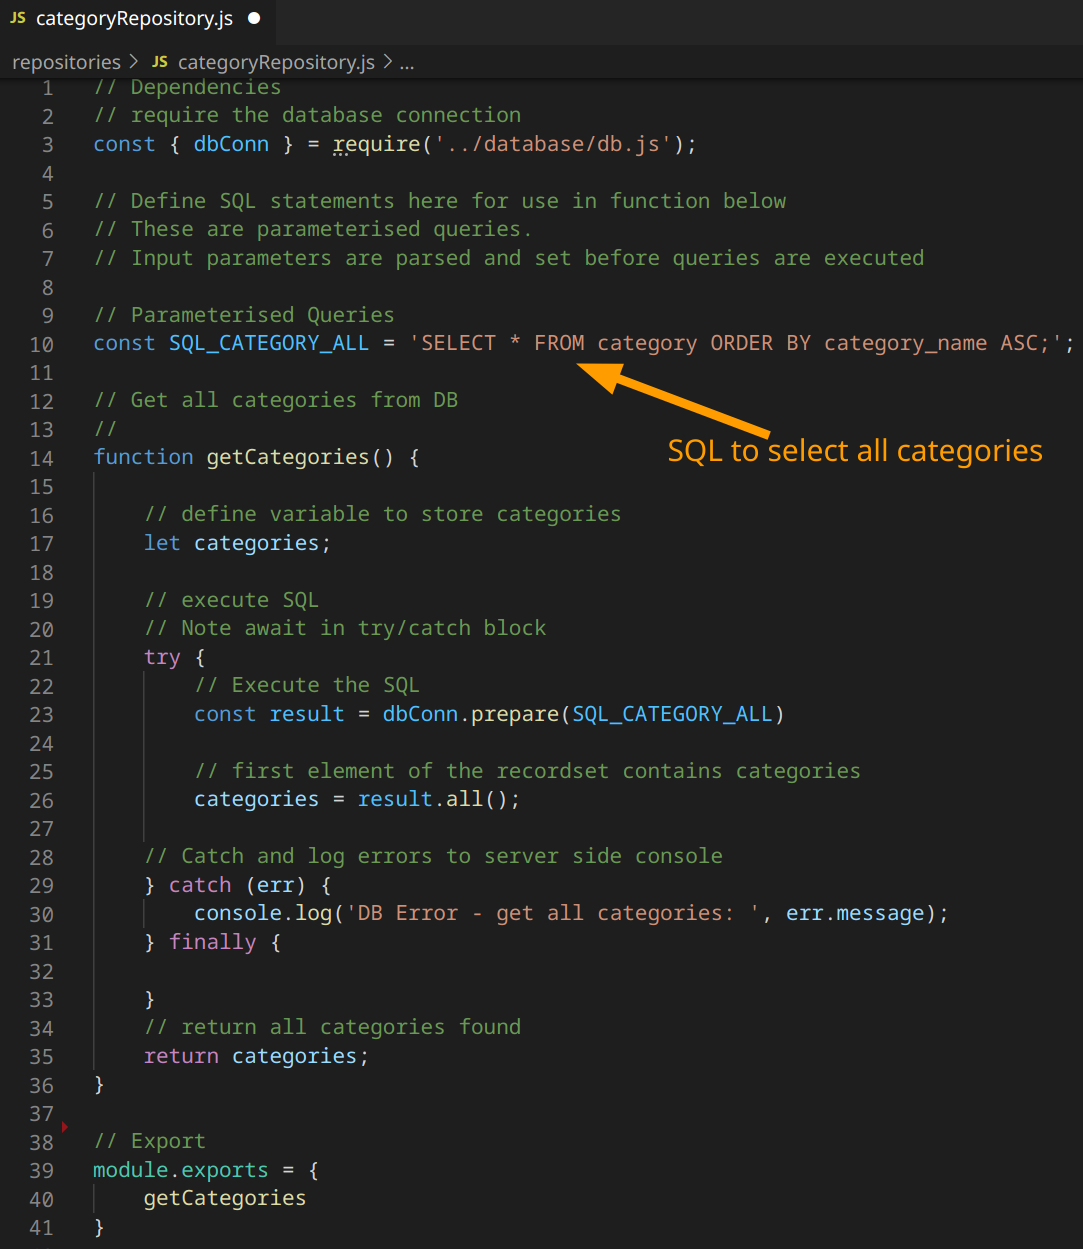 JS categoryRepository.js ●
repositories > JS categoryRepository.js > ...
1 // Dependencies
2 // require the database connection
3 const { dbConn } = require('../database/db.js');
4
5 // Define SQL statements here for use in function below
6 // These are parameterised queries.
7 // Input parameters are parsed and set before queries are executed
8
9 // Parameterised Queries
10 const SQL_CATEGORY_ALL = 'SELECT * FROM category ORDER BY category_name ASC;';
11
12 // Get all categories from DB
13 //
SQL to select all categories
14 function getCategories() {
15
16     // define variable to store categories
17     let categories;
18
19     // execute SQL
20     // Note await in try/catch block
21     try {
22         // Execute the SQL
23         const result = dbConn.prepare(SQL_CATEGORY_ALL)
24
25         // first element of the recordset contains categories
26         categories = result.all();
27
28     // Catch and log errors to server side console
29     } catch (err) {
30         console.log('DB Error - get all categories: ', err.message);
31     } finally {
32
33     }
34     // return all categories found
35     return categories;
36 }
37
38 // Export
39 module.exports = {
40     getCategories
41 }